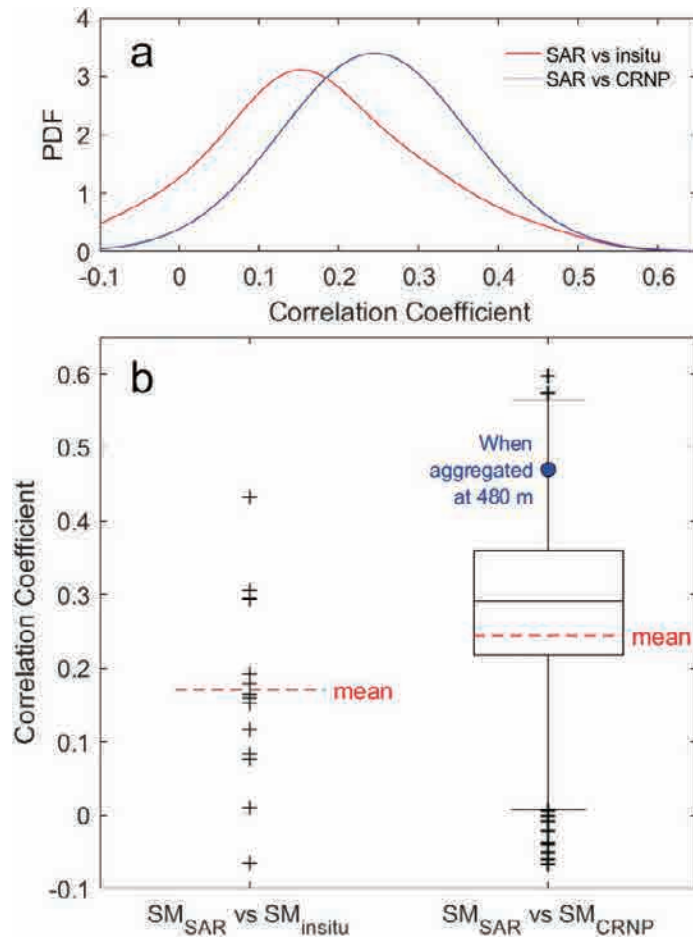 a
SAR vs insitu
SAR vs CRNP
PDF
4
3
2
1
0
-0.1 0 0.1 0.2 0.3 0.4 0.5 0.6
Correlation Coefficient
b
Correlation Coefficient
0.6
0.5
0.4
0.3
0.2
0.1
0
-0.1
When
aggregated
at 480 m
mean
mean
SM_SAR vs SM_insitu
SM_SAR vs SM_CRNP